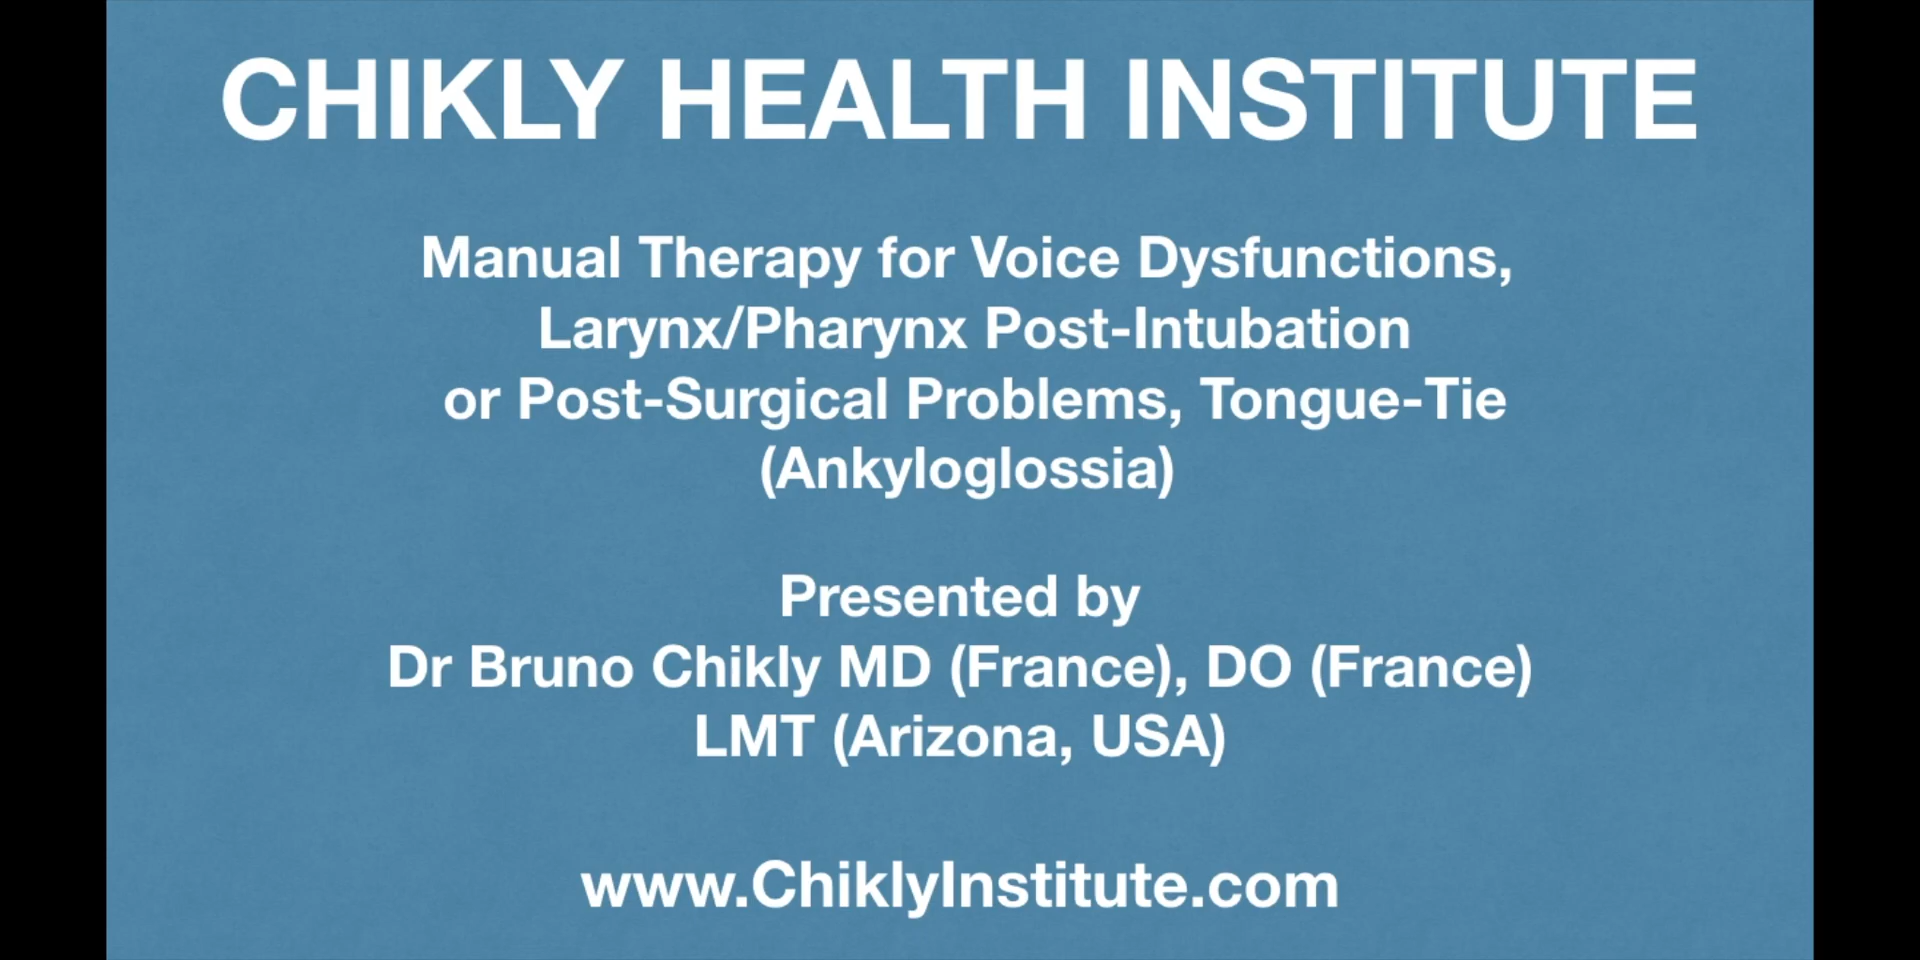 CHIKLY HEALTH INSTITUTE
Manual Therapy for Voice Dysfunctions,
Larynx/Pharynx Post-Intubation
or Post-Surgical Problems, Tongue-Tie
(Ankyloglossia)
Presented by
Dr Bruno Chikly MD (France), DO (France)
LMT (Arizona, USA)
www.ChiklyInstitute.com